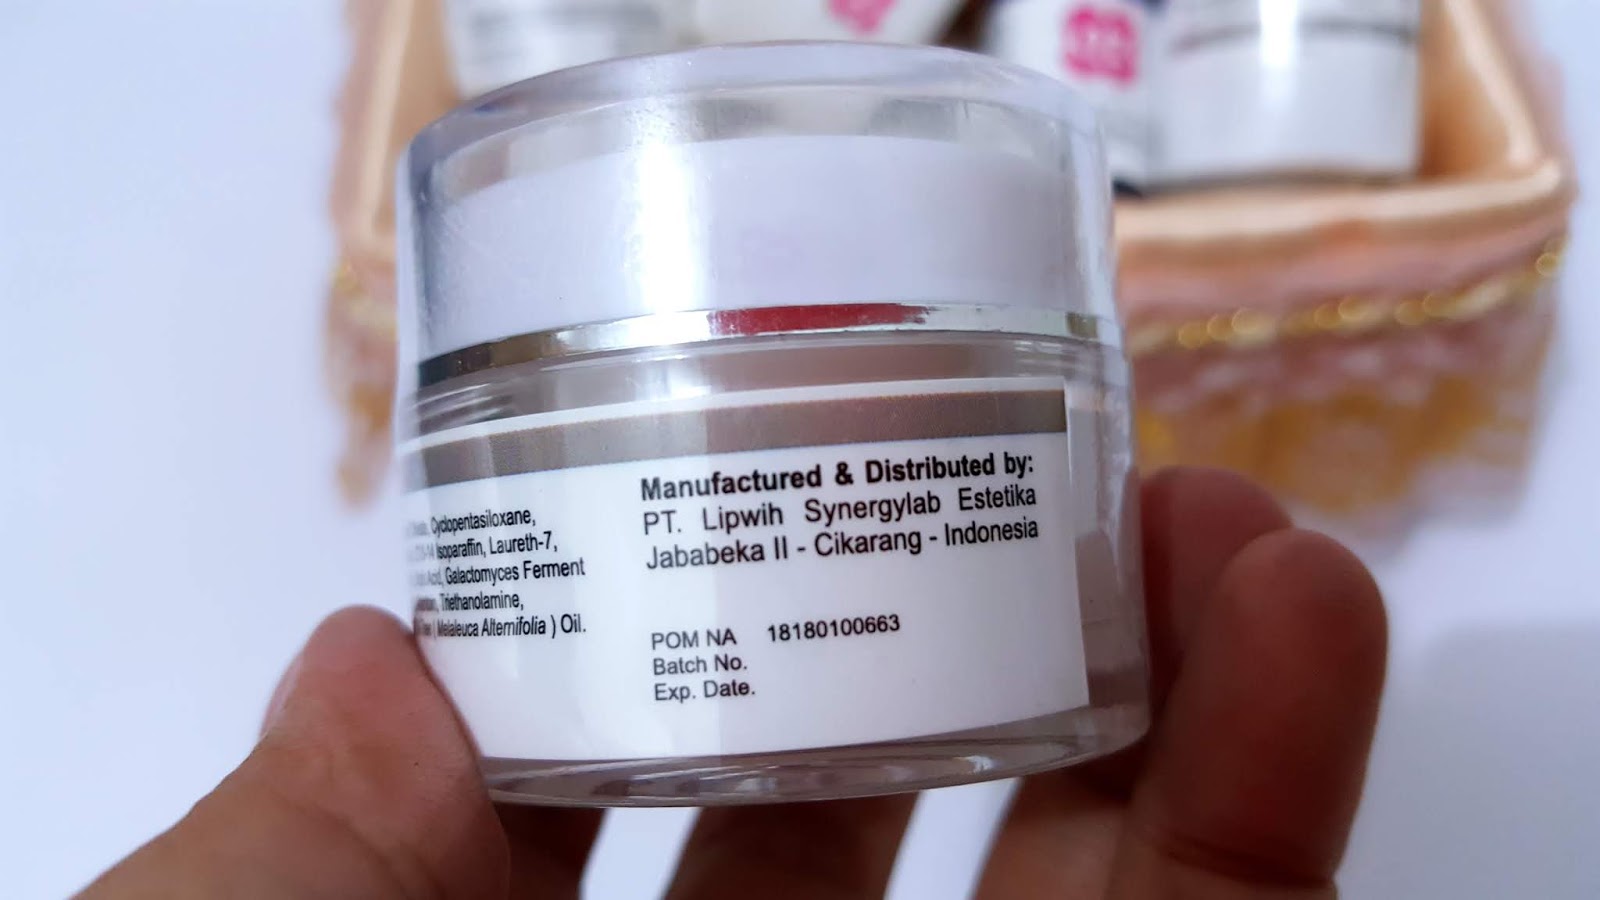 Cyclopentasiloxane,
Isoparaffin, Laureth-7,
Acid, Galactomyces Ferment
Triethanolamine,
( Melaleuca Alternifolia ) Oil.
Manufactured & Distributed by:
PT. Lipwih Synergylab Estetika
Jababeka II - Cikarang - Indonesia
POM NA 18180100663
Batch No.
Exp. Date.